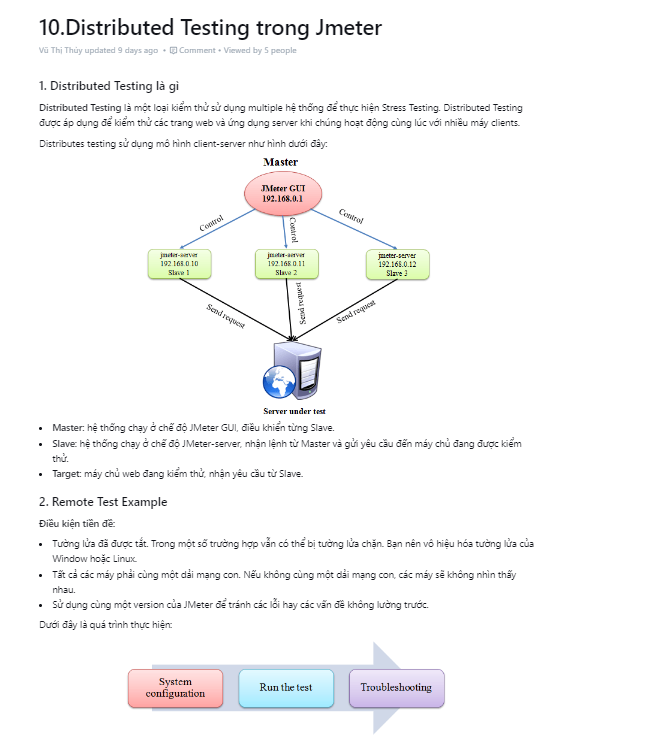 10.Distributed Testing trong Jmeter
Vũ Thị Thủy updated 9 days ago • Comment • Viewed by 5 people
1. Distributed Testing là gì
Distributed Testing là một loại kiểm thử sử dụng multiple hệ thống để thực hiện Stress Testing. Distributed Testing
được áp dụng để kiểm thử các trang web và ứng dụng server khi chúng hoạt động cùng lúc với nhiều máy clients.
Distributes testing sử dụng mô hình client-server như hình dưới đây:
Master
JMeter GUI
192.168.0.1
Control
Control
Control
jmeter-server
192.168.0.10
Slave 1
jmeter-server
192.168.0.11
Slave 2
jmeter-server
192.168.0.12
Slave 3
Send request
Send request
Send request
Server under test
• Master: hệ thống chạy ở chế độ JMeter GUI, điều khiển từng Slave.
• Slave: hệ thống chạy ở chế độ JMeter-server, nhận lệnh từ Master và gửi yêu cầu đến máy chủ đang được kiểm
thử.
• Target: máy chủ web đang kiểm thử, nhận yêu cầu từ Slave.
2. Remote Test Example
Điều kiện tiền đề:
• Tường lửa đã được tắt. Trong một số trường hợp vẫn có thể bị tường lửa chặn. Bạn nên vô hiệu hóa tường lửa của
Window hoặc Linux.
• Tất cả các máy phải cùng một dải mạng con. Nếu không cùng một dải mạng con, các máy sẽ không nhìn thấy
nhau.
• Sử dụng cùng một version của JMeter để tránh các lỗi hay các vấn đề không lường trước.
Dưới đây là quá trình thực hiện:
System
configuration
Run the test
Troubleshooting